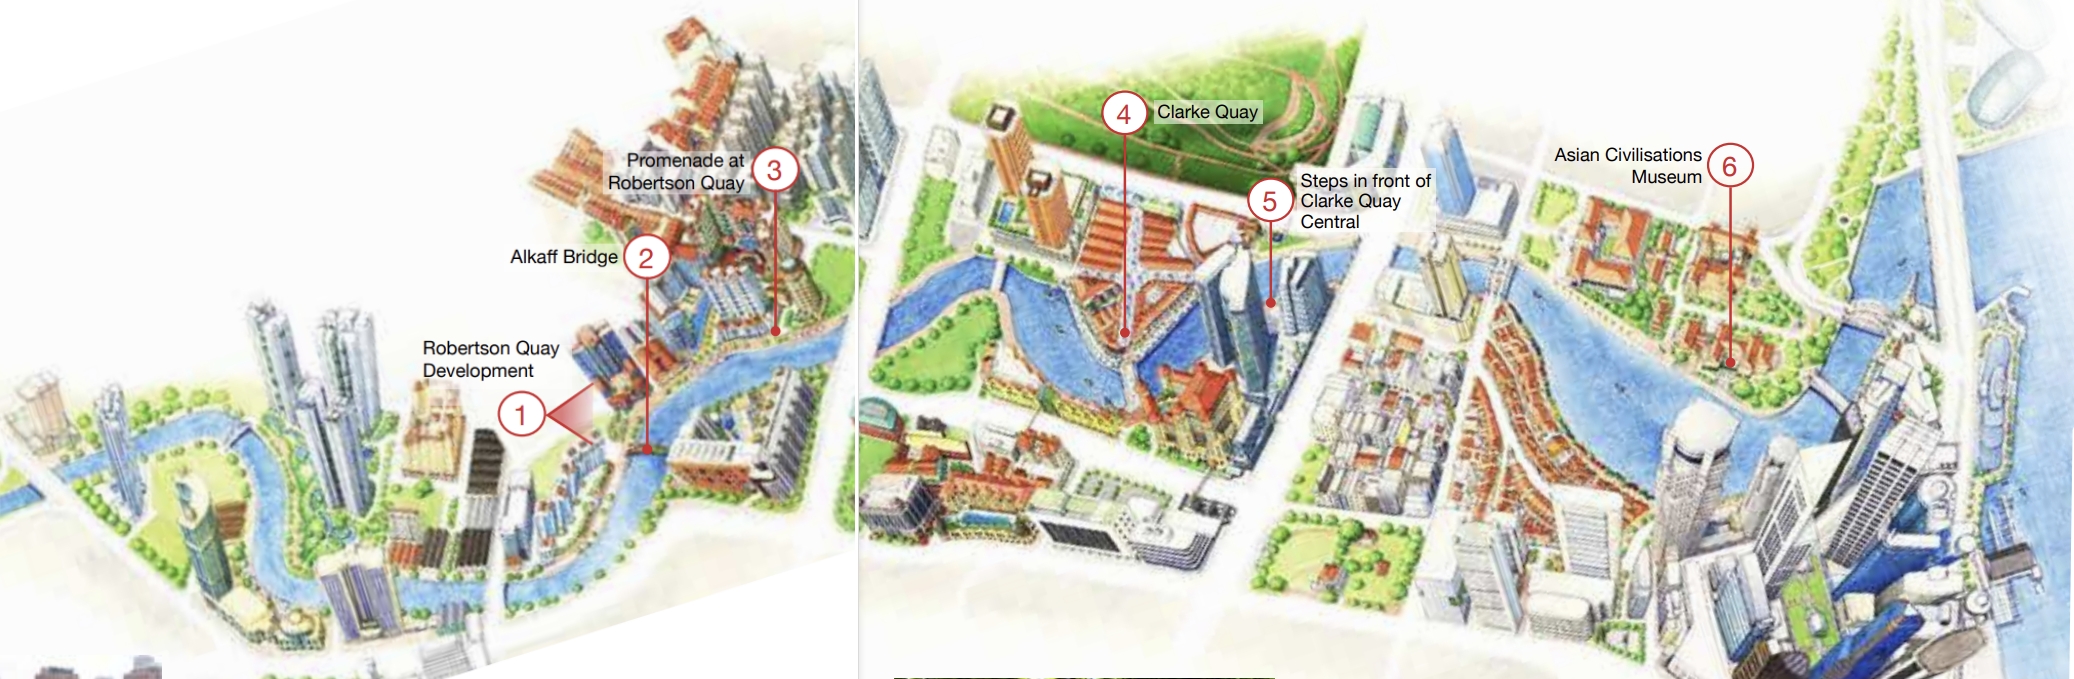 1
Robertson Quay
Development
2
Alkaff Bridge
3
Promenade at
Robertson Quay
4
Clarke Quay
5
Steps in front of
Clarke Quay
Central
6
Asian Civilisations
Museum